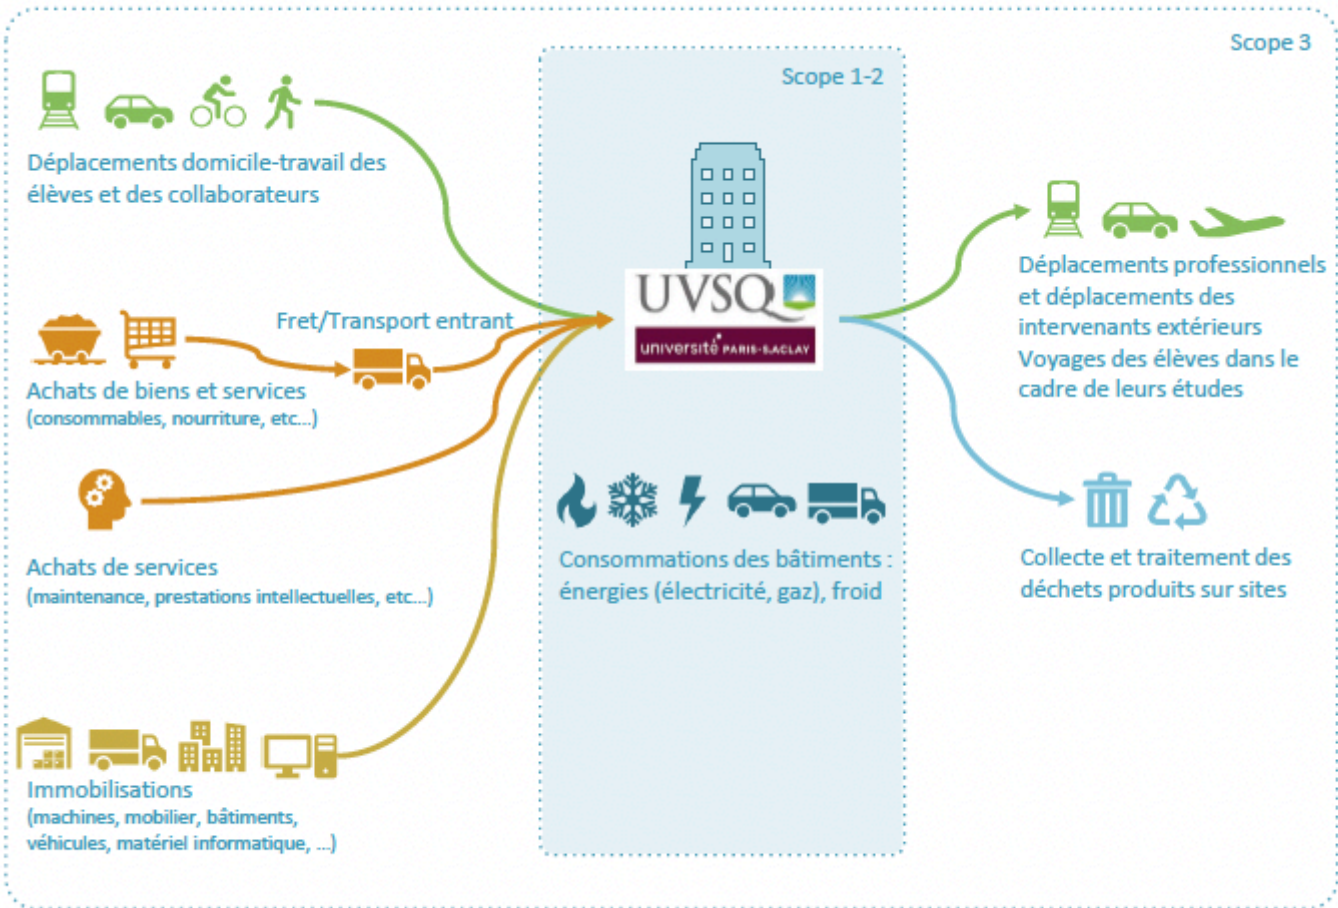 Scope 3
Scope 1-2
Déplacements domicile-travail des
élèves et des collaborateurs
Fret/Transport entrant
Achats de biens et services
(consommables, nourriture, etc...)
Achats de services
(maintenance, prestations intellectuelles, etc...)
Immobilisations
(machines, mobilier, bâtiments,
véhicules, matériel informatique, ...)
UVSQ
université PARIS-SACLAY
Consommations des bâtiments :
énergies (électricité, gaz), froid
Déplacements professionnels
et déplacements des
intervenants extérieurs
Voyages des élèves dans le
cadre de leurs études
Collecte et traitement des
déchets produits sur sites